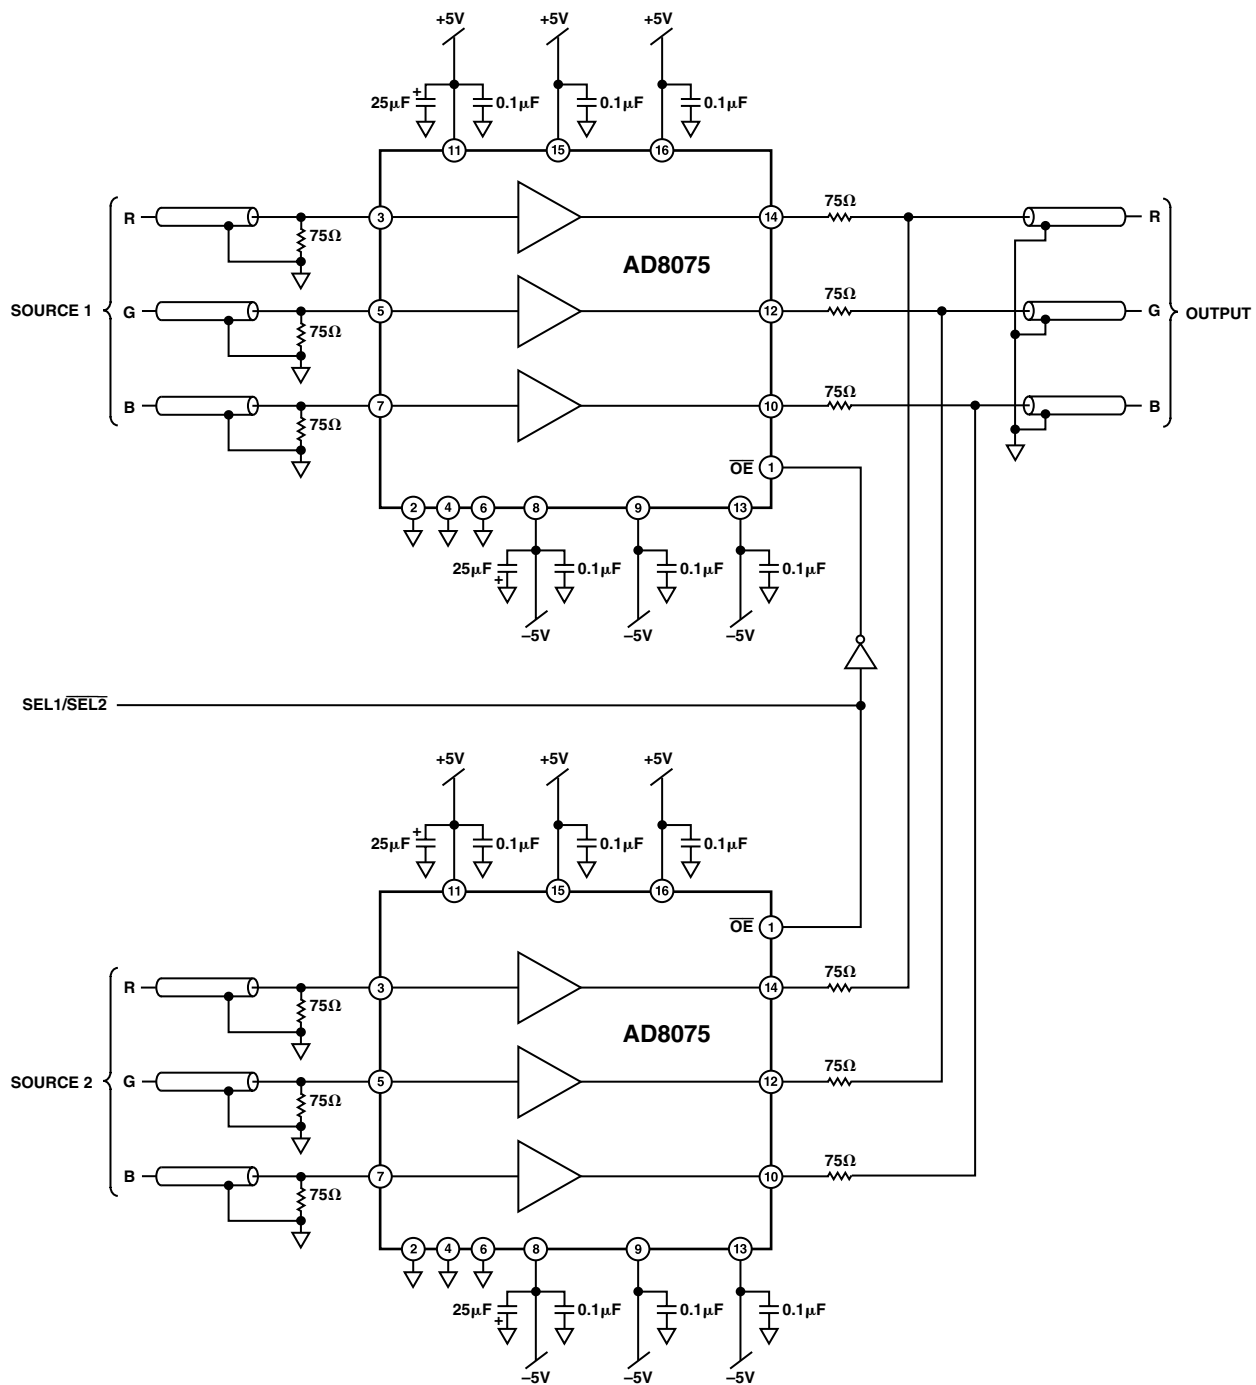 +5V +5V +5V
25μF + 0.1μF 0.1μF 0.1μF
11 15 16
R 75Ω 3 14 75Ω R
AD8075
SOURCE 1 G 75Ω 5 12 75Ω G OUTPUT
B 75Ω 7 10 75Ω B
O̅E̅ 1
2 4 6 8 9 13
25μF + 0.1μF 0.1μF 0.1μF
–5V –5V –5V
SEL1/S̅E̅L̅2̅
+5V +5V +5V
25μF + 0.1μF 0.1μF 0.1μF
11 15 16
O̅E̅ 1
R 75Ω 3 14 75Ω
AD8075
SOURCE 2 G 75Ω 5 12 75Ω
B 75Ω 7 10 75Ω
2 4 6 8 9 13
25μF + 0.1μF 0.1μF 0.1μF
–5V –5V –5V